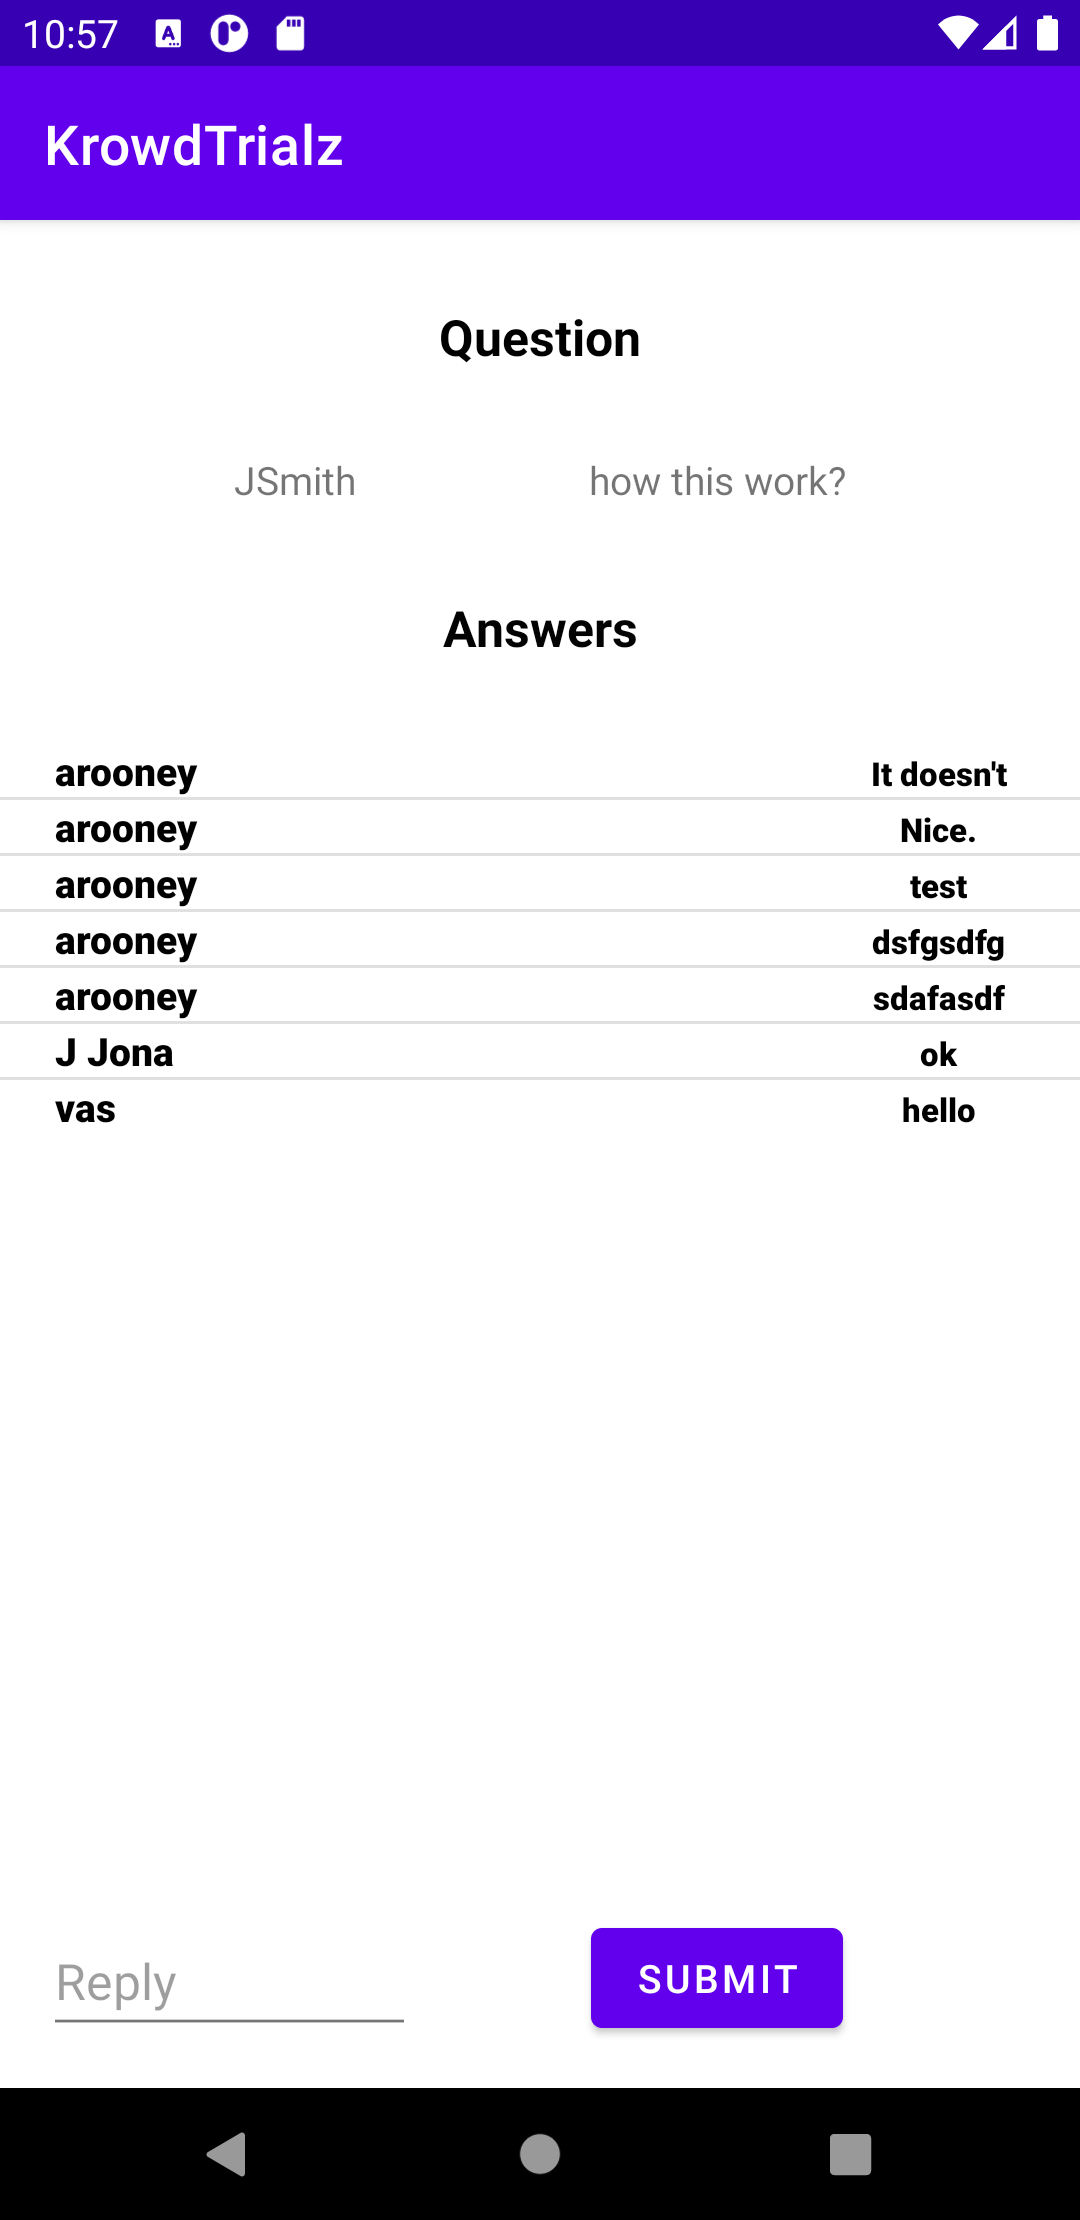 10:57
KrowdTrialz
Question
JSmith how this work?
Answers
arooney It doesn't
arooney Nice.
arooney test
arooney dsfgsdfg
arooney sdafasdf
J Jona ok
vas hello
Reply SUBMIT